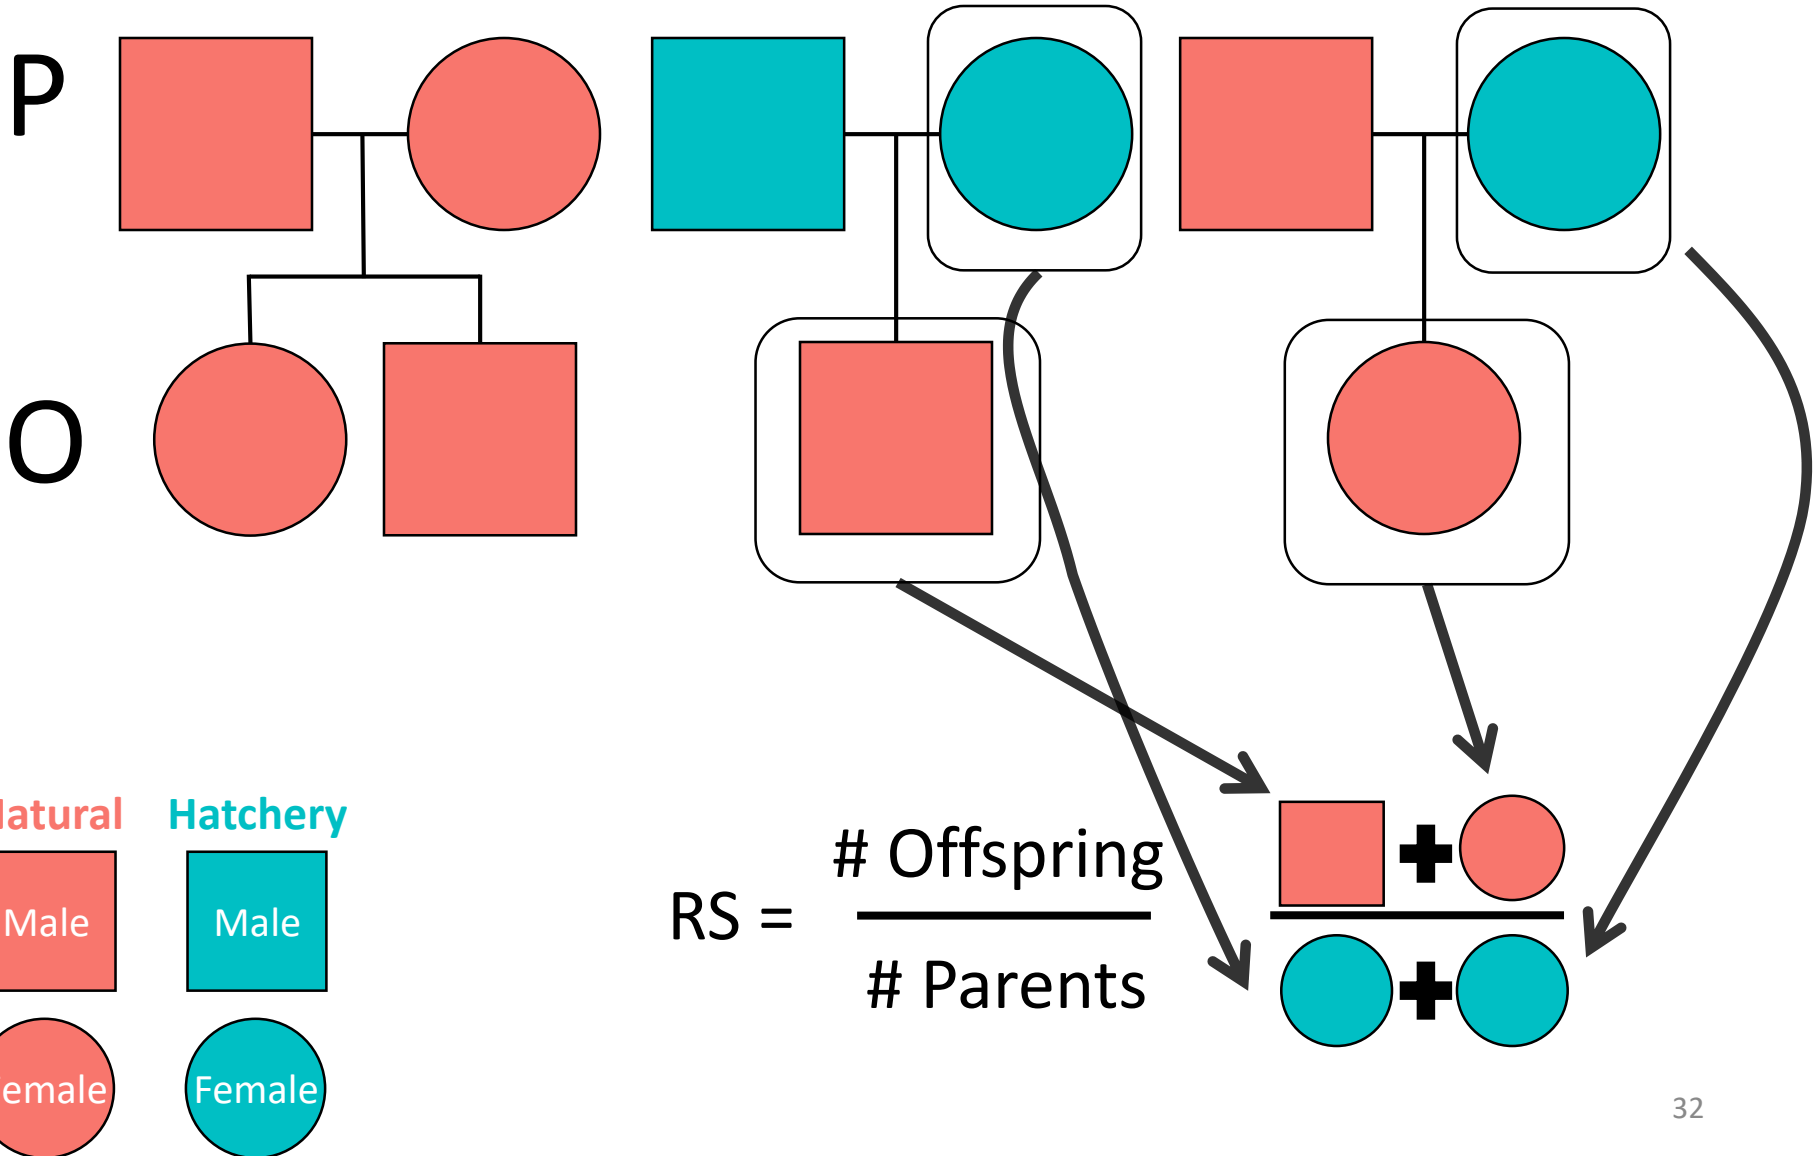 P
O
atural Hatchery
Male Male
emale Female
# Offspring
RS =
# Parents
32